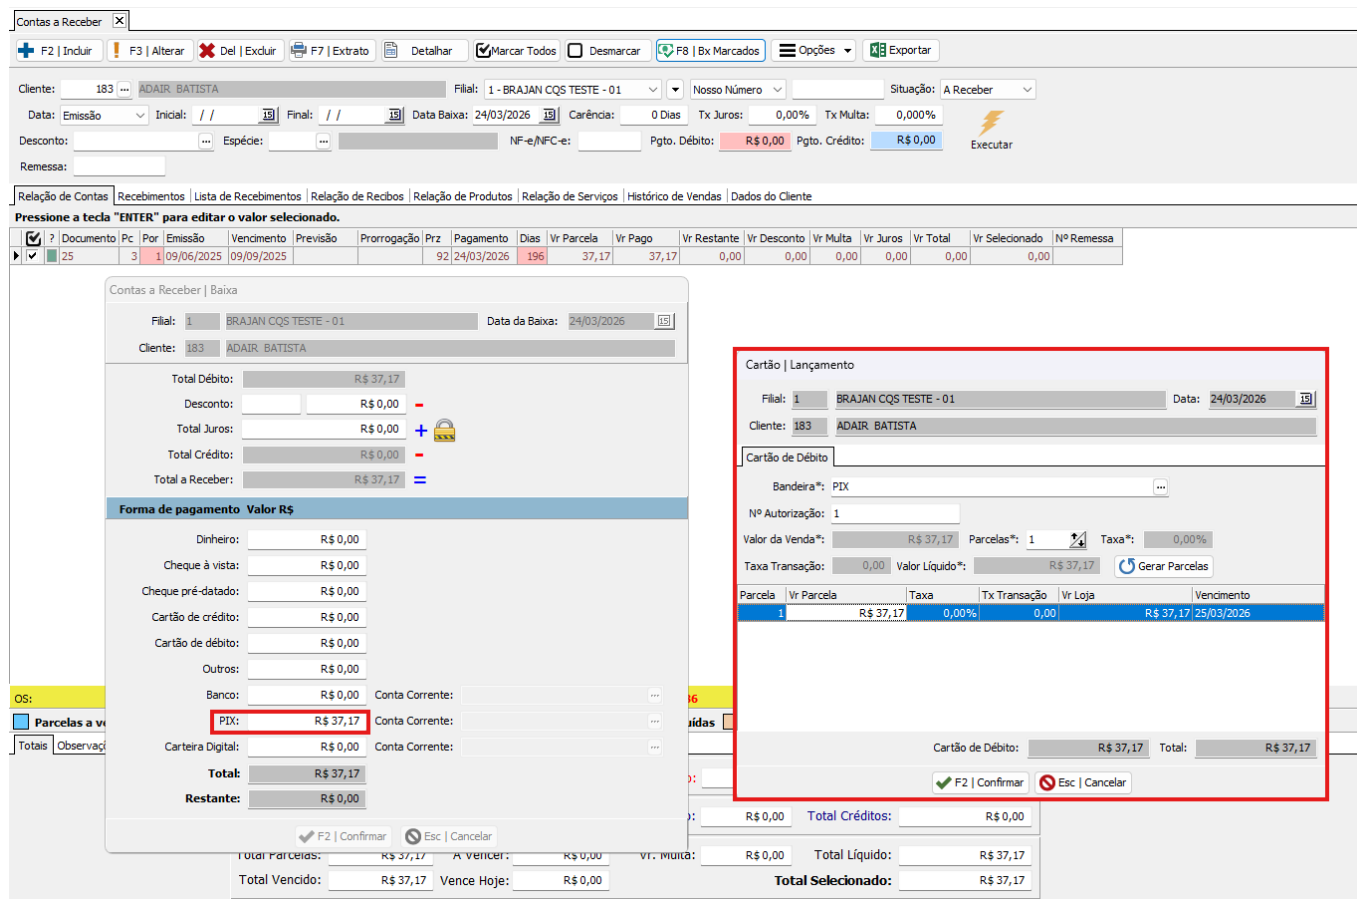 Contas a Receber
F2 | Incluir F3 | Alterar Del | Excluir F7 | Extrato Detalhar Marcar Todos Desmarcar F8 | Bx Marcados Opções Exportar
Cliente: 183 ADAIR BATISTA Filial: 1 - BRAJAN CQS TESTE - 01 Nosso Número Situação: A Receber
Data: Emissão Inicial: / / 15 Final: / / 15 Data Baixa: 24/03/2026 15 Carência: 0 Dias Tx Juros: 0,00% Tx Multa: 0,000%
Desconto: Espécie: NF-e/NFC-e: Pgto. Débito: R$ 0,00 Pgto. Crédito: R$ 0,00 Executar
Remessa:
Relação de Contas Recebimentos Lista de Recebimentos Relação de Recibos Relação de Produtos Relação de Serviços Histórico de Vendas Dados do Cliente
Pressione a tecla "ENTER" para editar o valor selecionado.
? Documento Pc Por Emissão Vencimento Previsão Prorrogação Prz Pagamento Dias Vr Parcela Vr Pago Vr Restante Vr Desconto Vr Multa Vr Juros Vr Total Vr Selecionado Nº Remessa
25 3 1 09/06/2025 09/09/2025 92 24/03/2026 196 37,17 37,17 0,00 0,00 0,00 0,00 0,00 0,00
Contas a Receber | Baixa
Filial: 1 BRAJAN CQS TESTE - 01 Data da Baixa: 24/03/2026 15
Cliente: 183 ADAIR BATISTA
Total Débito: R$ 37,17
Desconto: R$ 0,00
Total Juros: R$ 0,00
Total Crédito: R$ 0,00
Total a Receber: R$ 37,17
Forma de pagamento Valor R$
Dinheiro: R$ 0,00
Cheque à vista: R$ 0,00
Cheque pré-datado: R$ 0,00
Cartão de crédito: R$ 0,00
Cartão de débito: R$ 0,00
Outros: R$ 0,00
Banco: R$ 0,00 Conta Corrente:
PIX: R$ 37,17 Conta Corrente:
Carteira Digital: R$ 0,00 Conta Corrente:
Total: R$ 37,17
Restante: R$ 0,00
F2 | Confirmar Esc | Cancelar
Cartão | Lançamento
Filial: 1 BRAJAN CQS TESTE - 01 Data: 24/03/2026 15
Cliente: 183 ADAIR BATISTA
Cartão de Débito
Bandeira*: PIX
Nº Autorização: 1
Valor da Venda*: R$ 37,17 Parcelas*: 1 Taxa*: 0,00%
Taxa Transação: 0,00 Valor Líquido*: R$ 37,17 Gerar Parcelas
Parcela Vr Parcela Taxa Tx Transação Vr Loja Vencimento
1 R$ 37,17 0,00% 0,00 R$ 37,17 25/03/2026
Cartão de Débito: R$ 37,17 Total: R$ 37,17
F2 | Confirmar Esc | Cancelar
OS:
Parcelas a
Totais
R$ 0,00 Total Créditos: R$ 0,00
Total Parcelas: R$ 37,17 A Vencer: R$ 0,00 Vr. Multa: R$ 0,00 Total Líquido: R$ 37,17
Total Vencido: R$ 37,17 Vence Hoje: R$ 0,00 Total Selecionado: R$ 37,17